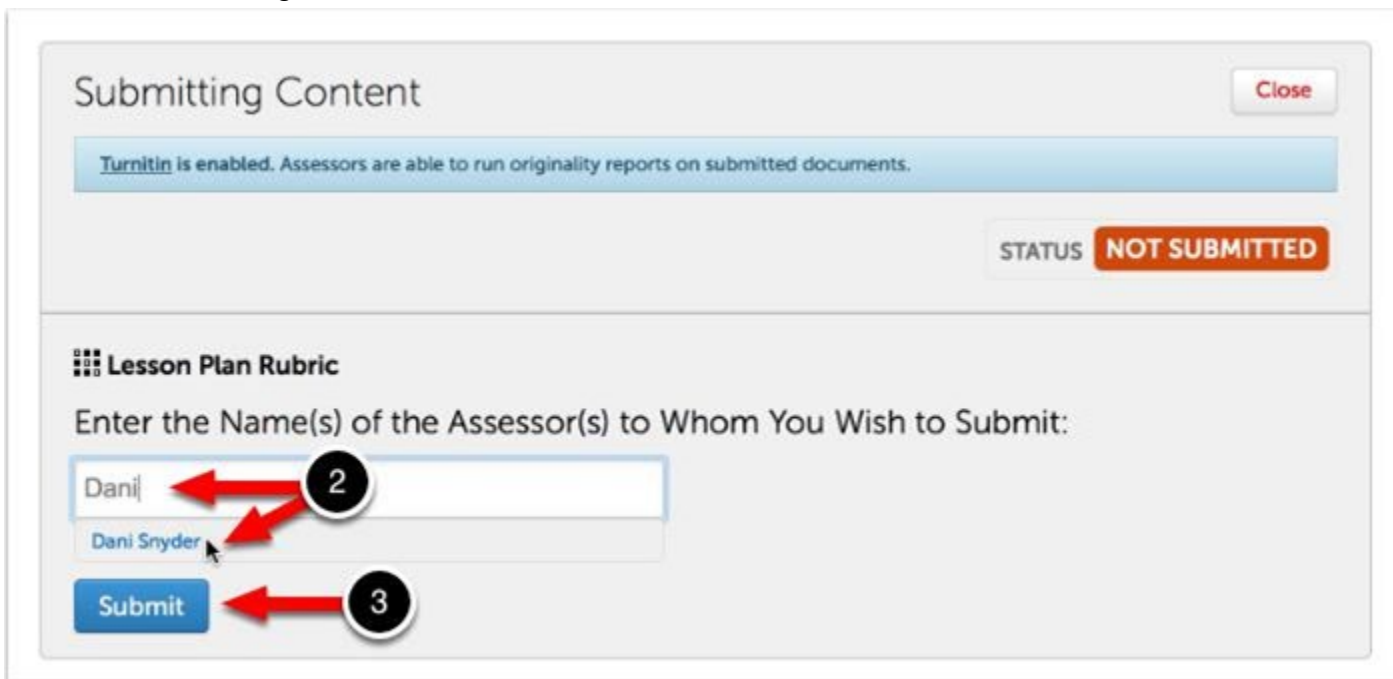 Submitting Content
Close
Turnitin is enabled. Assessors are able to run originality reports on submitted documents.
STATUS NOT SUBMITTED
Lesson Plan Rubric
Enter the Name(s) of the Assessor(s) to Whom You Wish to Submit:
Dani
2
Dani Snyder
Submit
3